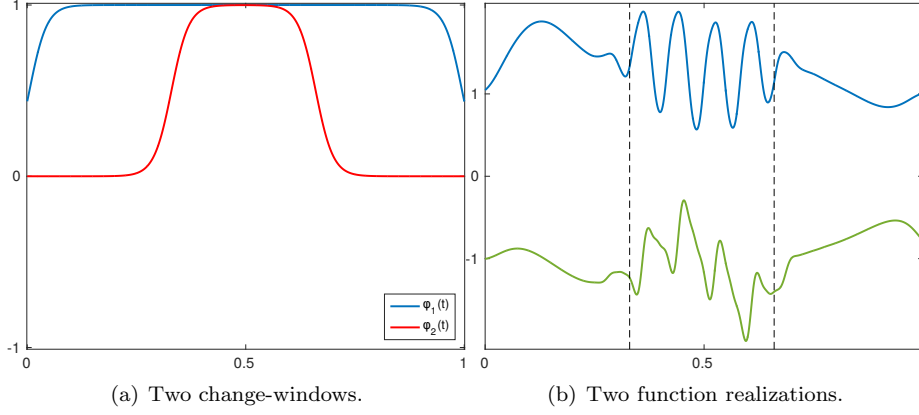 1
0
-1
0 0.5 1
φ₁(t)
φ₂(t)
(a) Two change-windows.
1
0
-1
0 0.5
(b) Two function realizations.